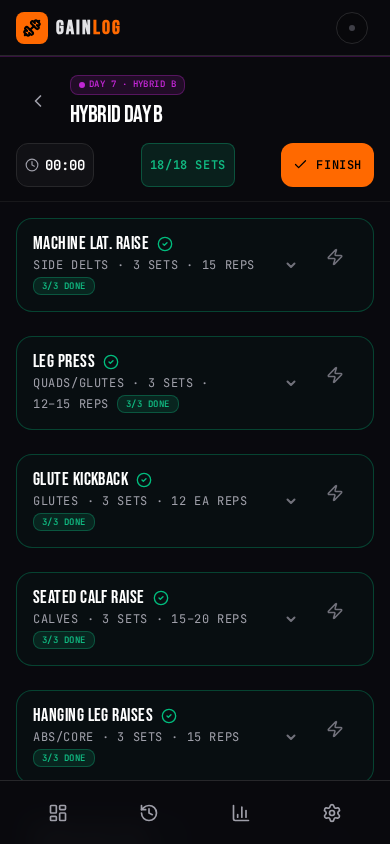 GAINLOG
DAY 7 · HYBRID B
HYBRID DAY B
00:00
18/18 SETS
FINISH
MACHINE LAT. RAISE
SIDE DELTS · 3 SETS · 15 REPS
3/3 DONE
LEG PRESS
QUADS/GLUTES · 3 SETS ·
12–15 REPS 3/3 DONE
GLUTE KICKBACK
GLUTES · 3 SETS · 12 EA REPS
3/3 DONE
SEATED CALF RAISE
CALVES · 3 SETS · 15–20 REPS
3/3 DONE
HANGING LEG RAISES
ABS/CORE · 3 SETS · 15 REPS
3/3 DONE